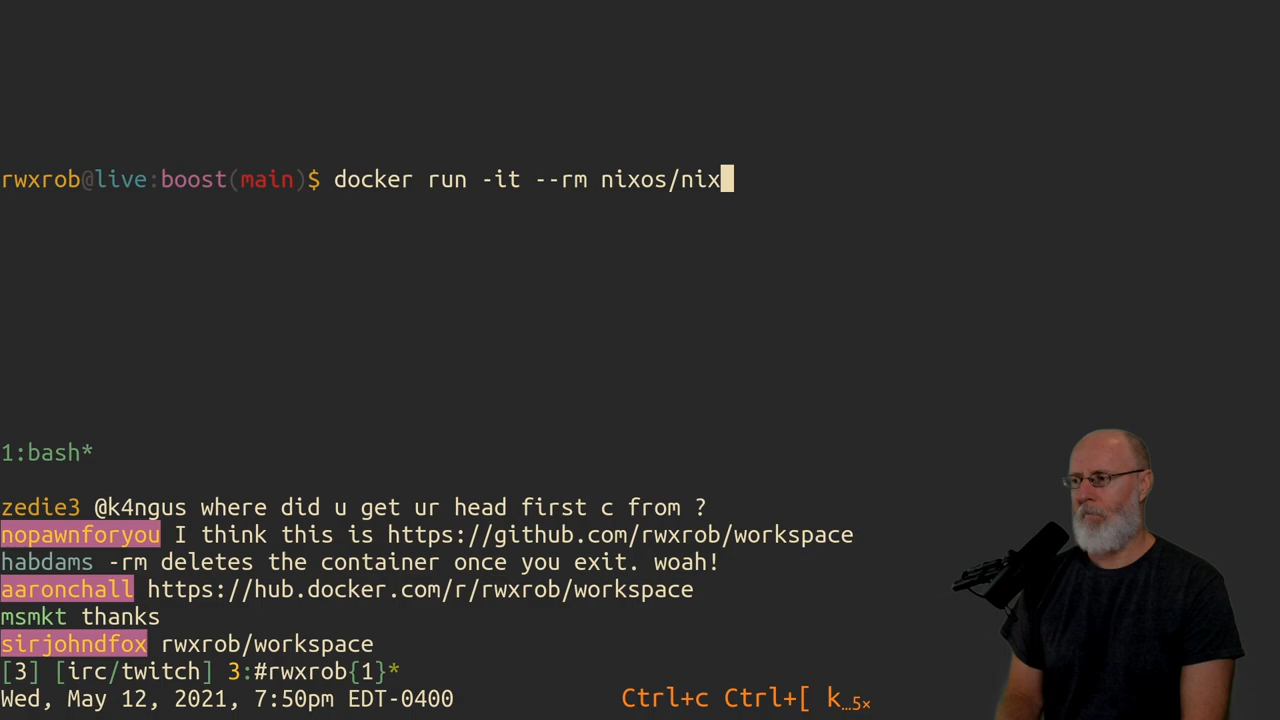 rwxrob@live:boost(main)$ docker run -it --rm nixos/nix
1:bash*
zedie3 @k4ngus where did u get ur head first c from ?
nopawnforyou I think this is https://github.com/rwxrob/workspace
habdams -rm deletes the container once you exit. woah!
aaronchall https://hub.docker.com/r/rwxrob/workspace
msmkt thanks
sirjohndfox rwxrob/workspace
[3] [irc/twitch] 3:#rwxrob{1}*
Wed, May 12, 2021, 7:50pm EDT-0400 Ctrl+c Ctrl+[ k…5×